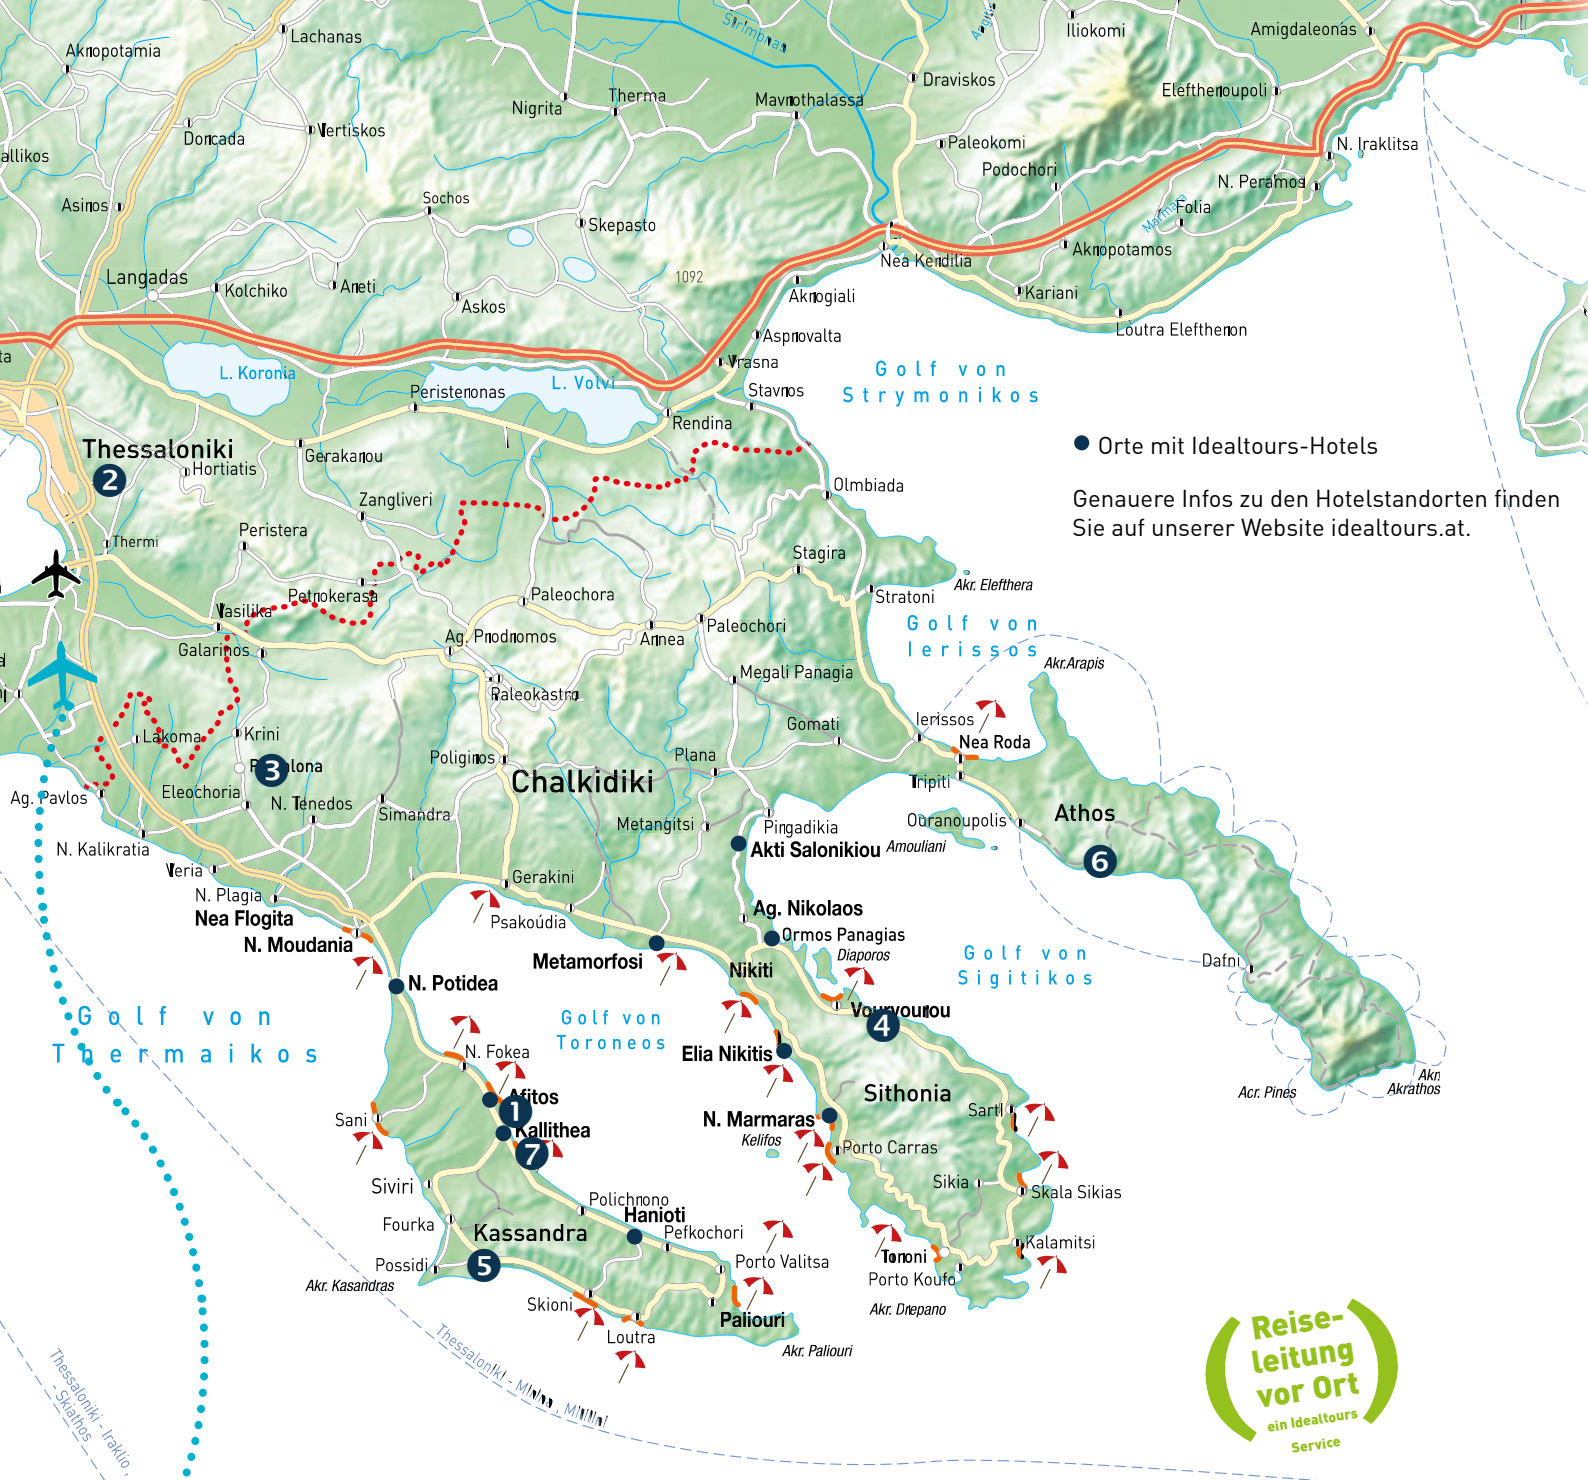 Strimonas
Angitis
Lachanas
Iliokomi
Amigdaleonas
Akropotamia
Draviskos
Eleftheroupoli
Nigrita
Therma
Mavrothalassa
Dorcada
Vertiskos
allikos
Paleokomi
N. Iraklitsa
Podochori
N. Peramos
Asiros
Sochos
Marmara
Folia
Skepasto
Akropotamos
Nea Kerdilia
Langadas
Kolchiko
Areti
1092
Askos
Akrogiali
Kariani
Loutra Eleftheron
Asprovalta
ta
Vrasna
L. Koronia
L. Volvi
Golf von
Strymonikos
Peristeronas
Stavros
Rendina
Thessaloniki
2
Hortiatis
Gerakarou
Orte mit Idealtours-Hotels
Zangliveri
Olmbiada
Genauere Infos zu den Hotelstandorten finden
Sie auf unserer Website idealtours.at.
Peristera
Thermi
Stagira
Akr. Elefthera
Petrokerasa
Paleochora
Stratoni
Vasilika
Golf von
Ierissos
Galarinos
Ag. Prodromos
Arnea
Paleochori
Akr.Arapis
Megali Panagia
Paleokastro
Ierissos
Gomati
Nea Roda
Lakoma
Krini
Poligiros
Plana
3
Chalkidiki
Tripiti
Ag. Pavlos
Eleochoria
N. Tenedos
Simandra
Metangitsi
Pirgadikia
Ouranoupolis
Athos
Amouliani
Akti Salonikiou
N. Kalikratia
6
Veria
Gerakini
N. Plagia
Nea Flogita
Psakoúdia
Ag. Nikolaos
N. Moudania
Ormos Panagias
Diaporos
Metamorfosi
Nikiti
Golf von
Sigitikos
Dafni
N. Potidea
Vourvourou
4
Golf von
Thermaikos
Golf von
Toroneos
N. Fokea
Elia Nikitis
Akr.
Akrathos
Acr. Pines
Afitos
1
Sithonia
Sani
Kallithea
7
N. Marmaras
Kelifos
Sarti
Porto Carras
Siviri
Sikia
Skala Sikias
Polichrono
Fourka
Kassandra
Hanioti
Pefkochori
Kalamitsi
Toroni
Possidi
5
Porto Valitsa
Porto Koufo
Akr. Kasandras
Skioni
Akr. Drepano
Paliouri
Loutra
Akr. Paliouri
Reise-
leitung
vor Ort
ein Idealtours
Service
Thessaloniki - Iraklio,
- Skiathos